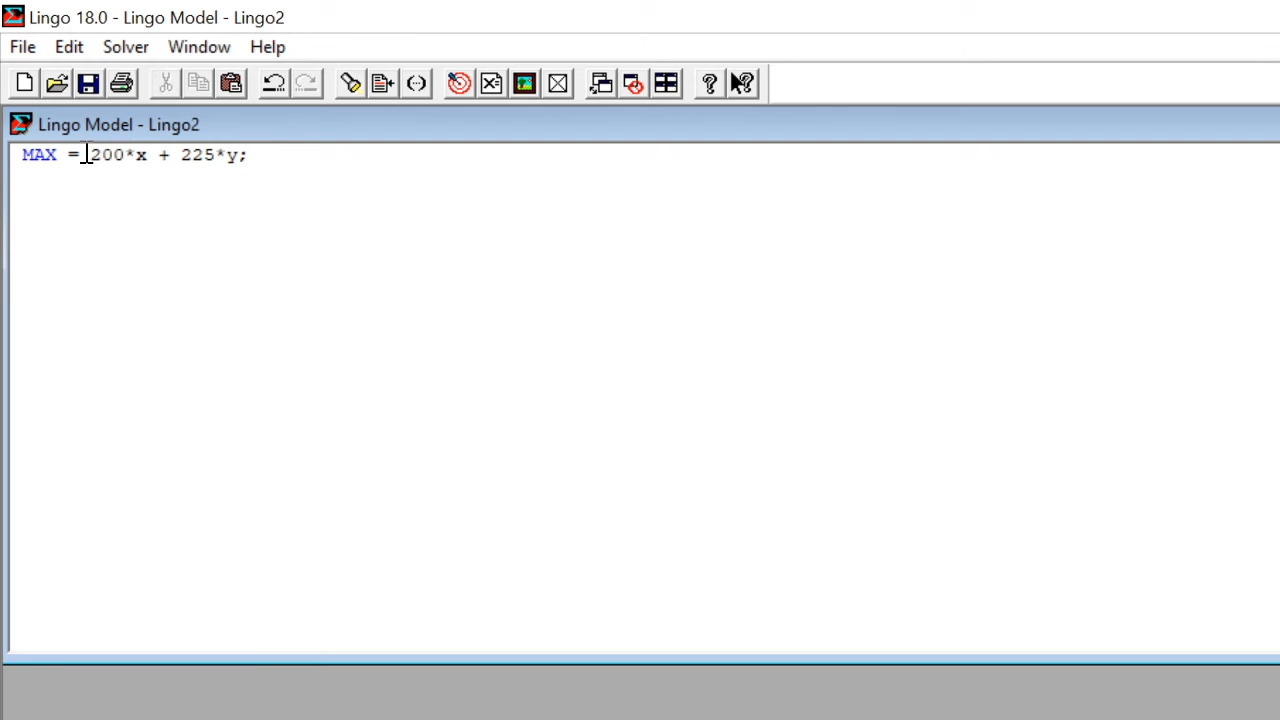 Lingo 18.0 - Lingo Model - Lingo2
File Edit Solver Window Help
Lingo Model - Lingo2
MAX = 200*x + 225*y;